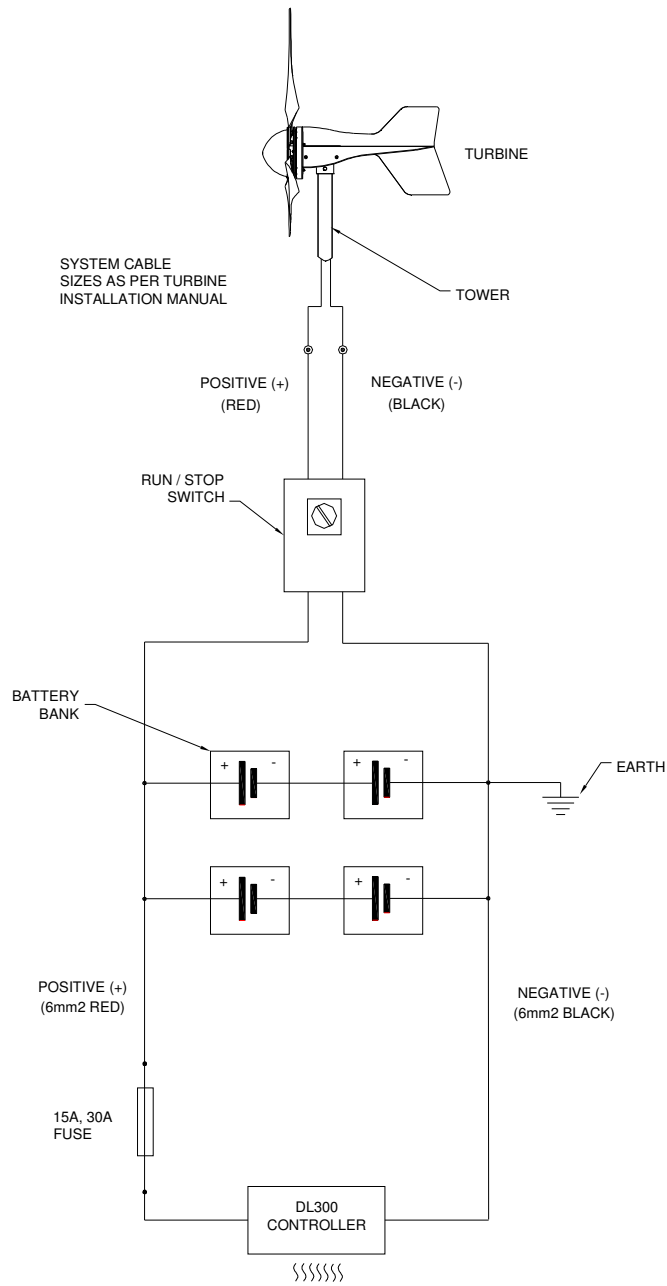 TURBINE
SYSTEM CABLE
SIZES AS PER TURBINE
INSTALLATION MANUAL
TOWER
POSITIVE (+)
(RED)
NEGATIVE (-)
(BLACK)
RUN / STOP
SWITCH
BATTERY
BANK
+ -
+ -
EARTH
+ -
+ -
POSITIVE (+)
(6mm2 RED)
NEGATIVE (-)
(6mm2 BLACK)
15A, 30A
FUSE
DL300
CONTROLLER